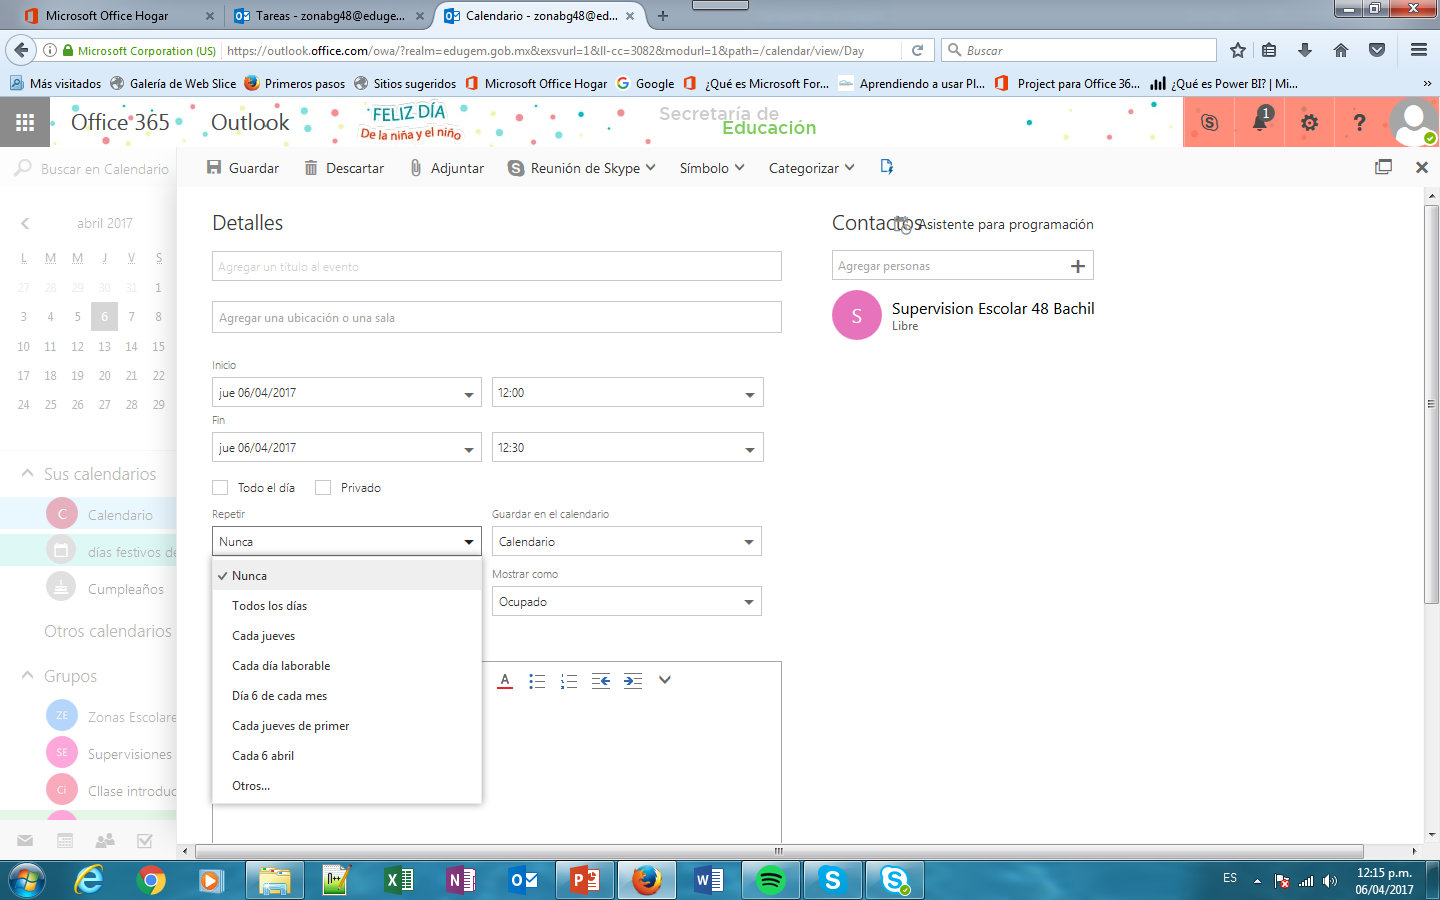 Microsoft Office Hogar
Tareas - zonabg48@eduge...
Calendario - zonabg48@ed...
Microsoft Corporation (US)
https://outlook.office.com/owa/?realm=edugem.gob.mx&exsvurl=1&ll-cc=3082&modurl=1&path=/calendar/view/Day
Buscar
Más visitados
Galería de Web Slice
Primeros pasos
Sitios sugeridos
Microsoft Office Hogar
Google
¿Qué es Microsoft For...
Aprendiendo a usar Pl...
Project para Office 36...
¿Qué es Power BI? | Mi...
Office 365
Outlook
FELIZ DÍA
De la niña y el niño
Secretaría de
Educación
1
Buscar en Calendario
Guardar
Descartar
Adjuntar
Reunión de Skype
Símbolo
Categorizar
abril 2017
L M M J V S
27 28 29 30 31 1
3 4 5 6 7 8
10 11 12 13 14 15
17 18 19 20 21 22
24 25 26 27 28 29
Sus calendarios
C
Calendario
días festivos de
Cumpleaños
Otros calendarios
Grupos
ZE
Zonas Escolare
SE
Supervisiones
Ci
Cllase introduc
Detalles
Agregar un título al evento
Agregar una ubicación o una sala
Inicio
jue 06/04/2017
12:00
Fin
jue 06/04/2017
12:30
Todo el día
Privado
Repetir
Guardar en el calendario
Nunca
Calendario
Mostrar como
Ocupado
Nunca
Todos los días
Cada jueves
Cada día laborable
Día 6 de cada mes
Cada jueves de primer
Cada 6 abril
Otros...
A
Contactos
Asistente para programación
Agregar personas
S
Supervision Escolar 48 Bachil
Libre
ES
12:15 p.m.
06/04/2017